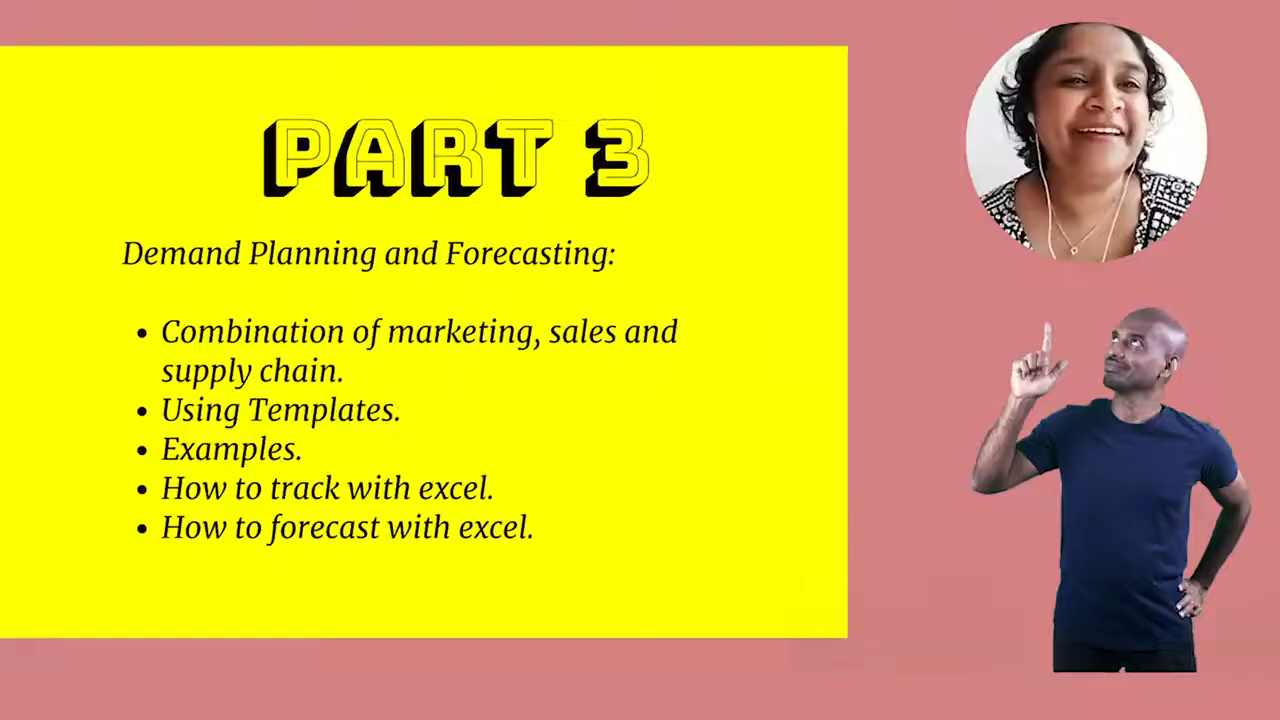 PART 3
Demand Planning and Forecasting:
• Combination of marketing, sales and
supply chain.
• Using Templates.
• Examples.
• How to track with excel.
• How to forecast with excel.